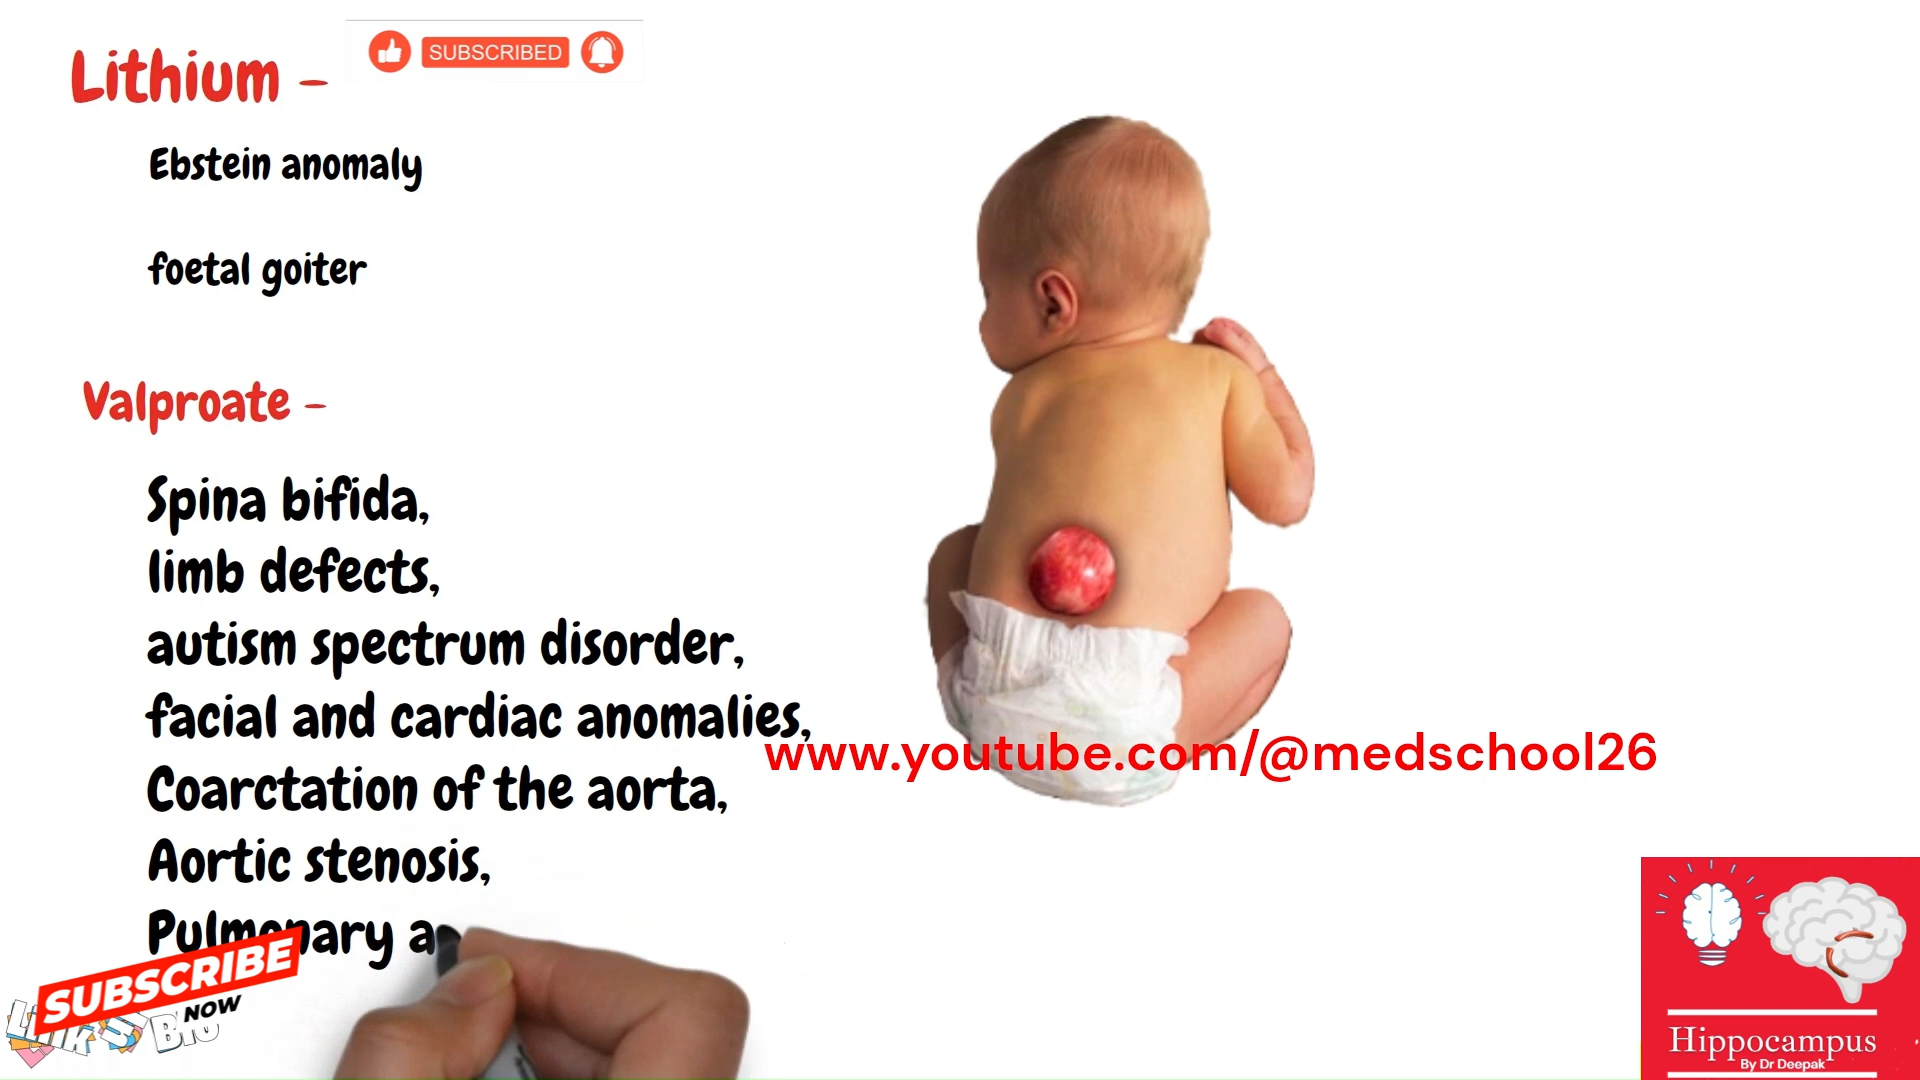 Lithium -
SUBSCRIBED
Ebstein anomaly
foetal goiter
Valproate -
Spina bifida,
limb defects,
autism spectrum disorder,
facial and cardiac anomalies,
www.youtube.com/@medschool26
Coarctation of the aorta,
Aortic stenosis,
Pulmonary a
SUBSCRIBE
NOW
Hippocampus
By Dr Deepak